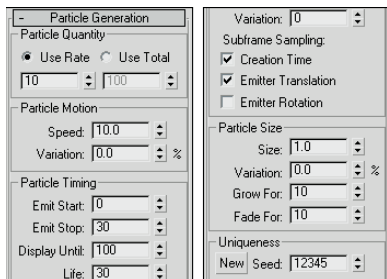 - Particle Generation
Particle Quantity
Use Rate Use Total
10 100
Particle Motion
Speed: 10.0
Variation: 0.0 %
Particle Timing
Emit Start: 0
Emit Stop: 30
Display Until: 100
Life: 30
Variation: 0
Subframe Sampling:
Creation Time
Emitter Translation
Emitter Rotation
Particle Size
Size: 1.0
Variation: 0.0 %
Grow For: 10
Fade For: 10
Uniqueness
New Seed: 12345